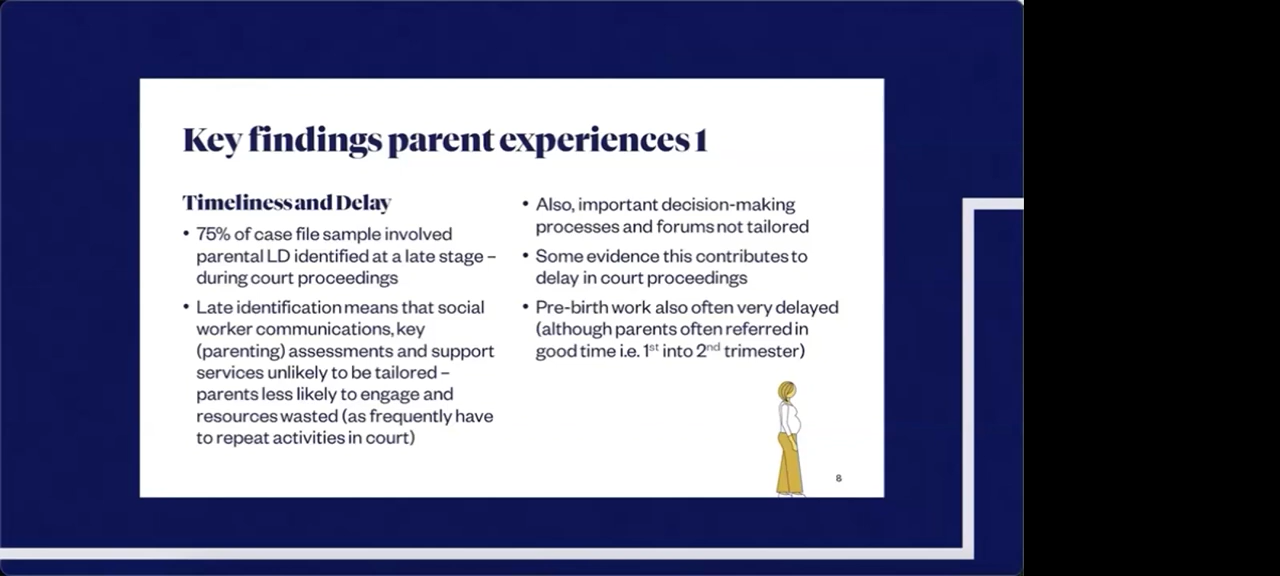 Key findings parent experiences 1
Timeliness and Delay
• 75% of case file sample involved
parental LD identified at a late stage –
during court proceedings
• Late identification means that social
worker communications, key
(parenting) assessments and support
services unlikely to be tailored –
parents less likely to engage and
resources wasted (as frequently have
to repeat activities in court)
• Also, important decision-making
processes and forums not tailored
• Some evidence this contributes to
delay in court proceedings
• Pre-birth work also often very delayed
(although parents often referred in
good time i.e. 1st into 2nd trimester)
8